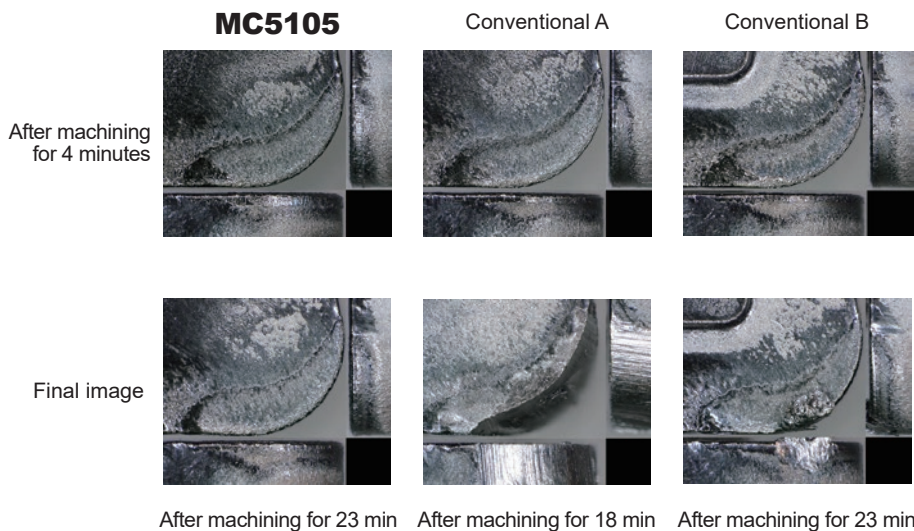 MC5105
Conventional A
Conventional B
After machining
for 4 minutes
Final image
After machining for 23 min
After machining for 18 min
After machining for 23 min